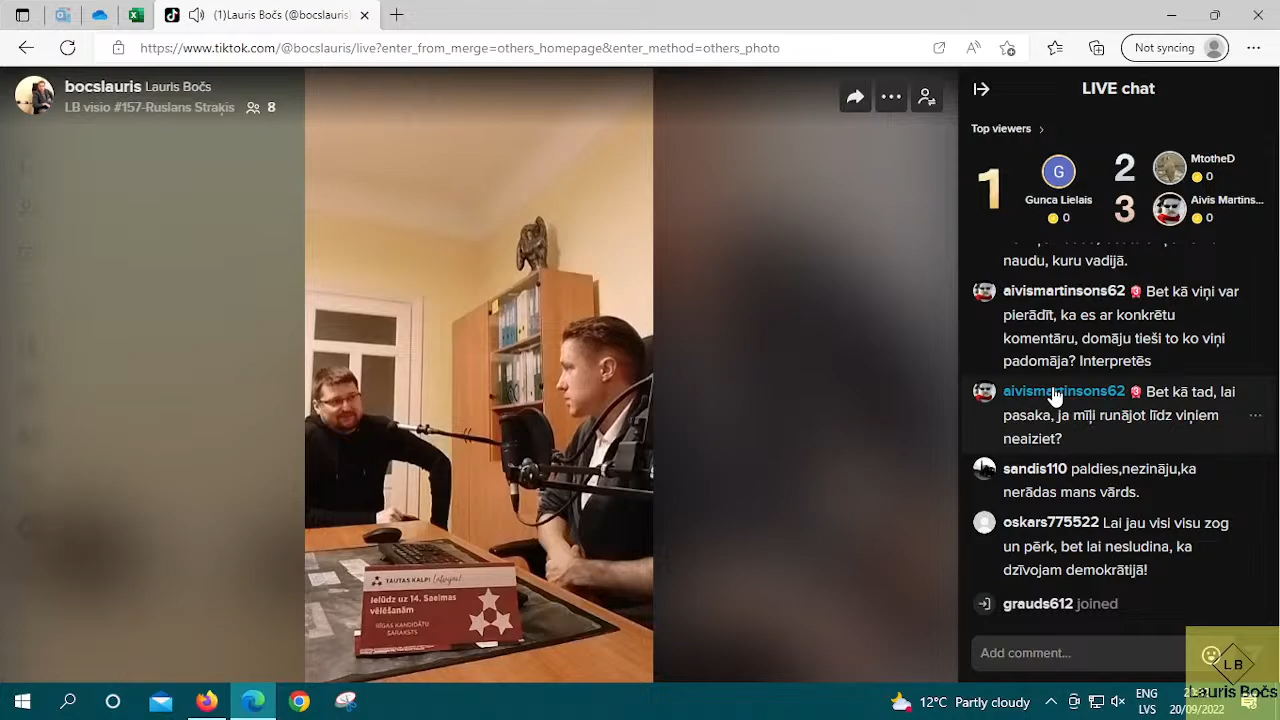 (1)Lauris Bočs (@bocslauris
https://www.tiktok.com/@bocslauris/live?enter_from_merge=others_homepage&enter_method=others_photo
Not syncing
bocslauris Lauris Bočs
LB visio #157-Ruslans Straķis 8
LIVE chat
Top viewers
1
G
Gunca Lielais
0
2
MtotheD
0
3
Aivis Martins...
0
naudu, kuru vadījā.
aivismartinsons62 Bet kā viņi var
pierādīt, ka es ar konkrētu
komentāru, domāju tieši to ko viņi
padomāja? Interpretēs
aivismartinsons62 Bet kā tad, lai
pasaka, ja mīļi runājot līdz viņiem
neaiziet?
sandis110 paldies,nezināju,ka
nerādas mans vārds.
oskars775522 Lai jau visi visu zog
un pērk, bet lai nesludina, ka
dzīvojam demokrātijā!
grauds612 joined
Add comment...
TAUTAS KALPI Latvijai!
Ielūdz uz 14. Saeimas
vēlēšanām
RĪGAS KANDIDĀTU
SARAKSTS
LB
Lauris Bočs
12°C Partly cloudy
ENG
LVS
20/09/2022